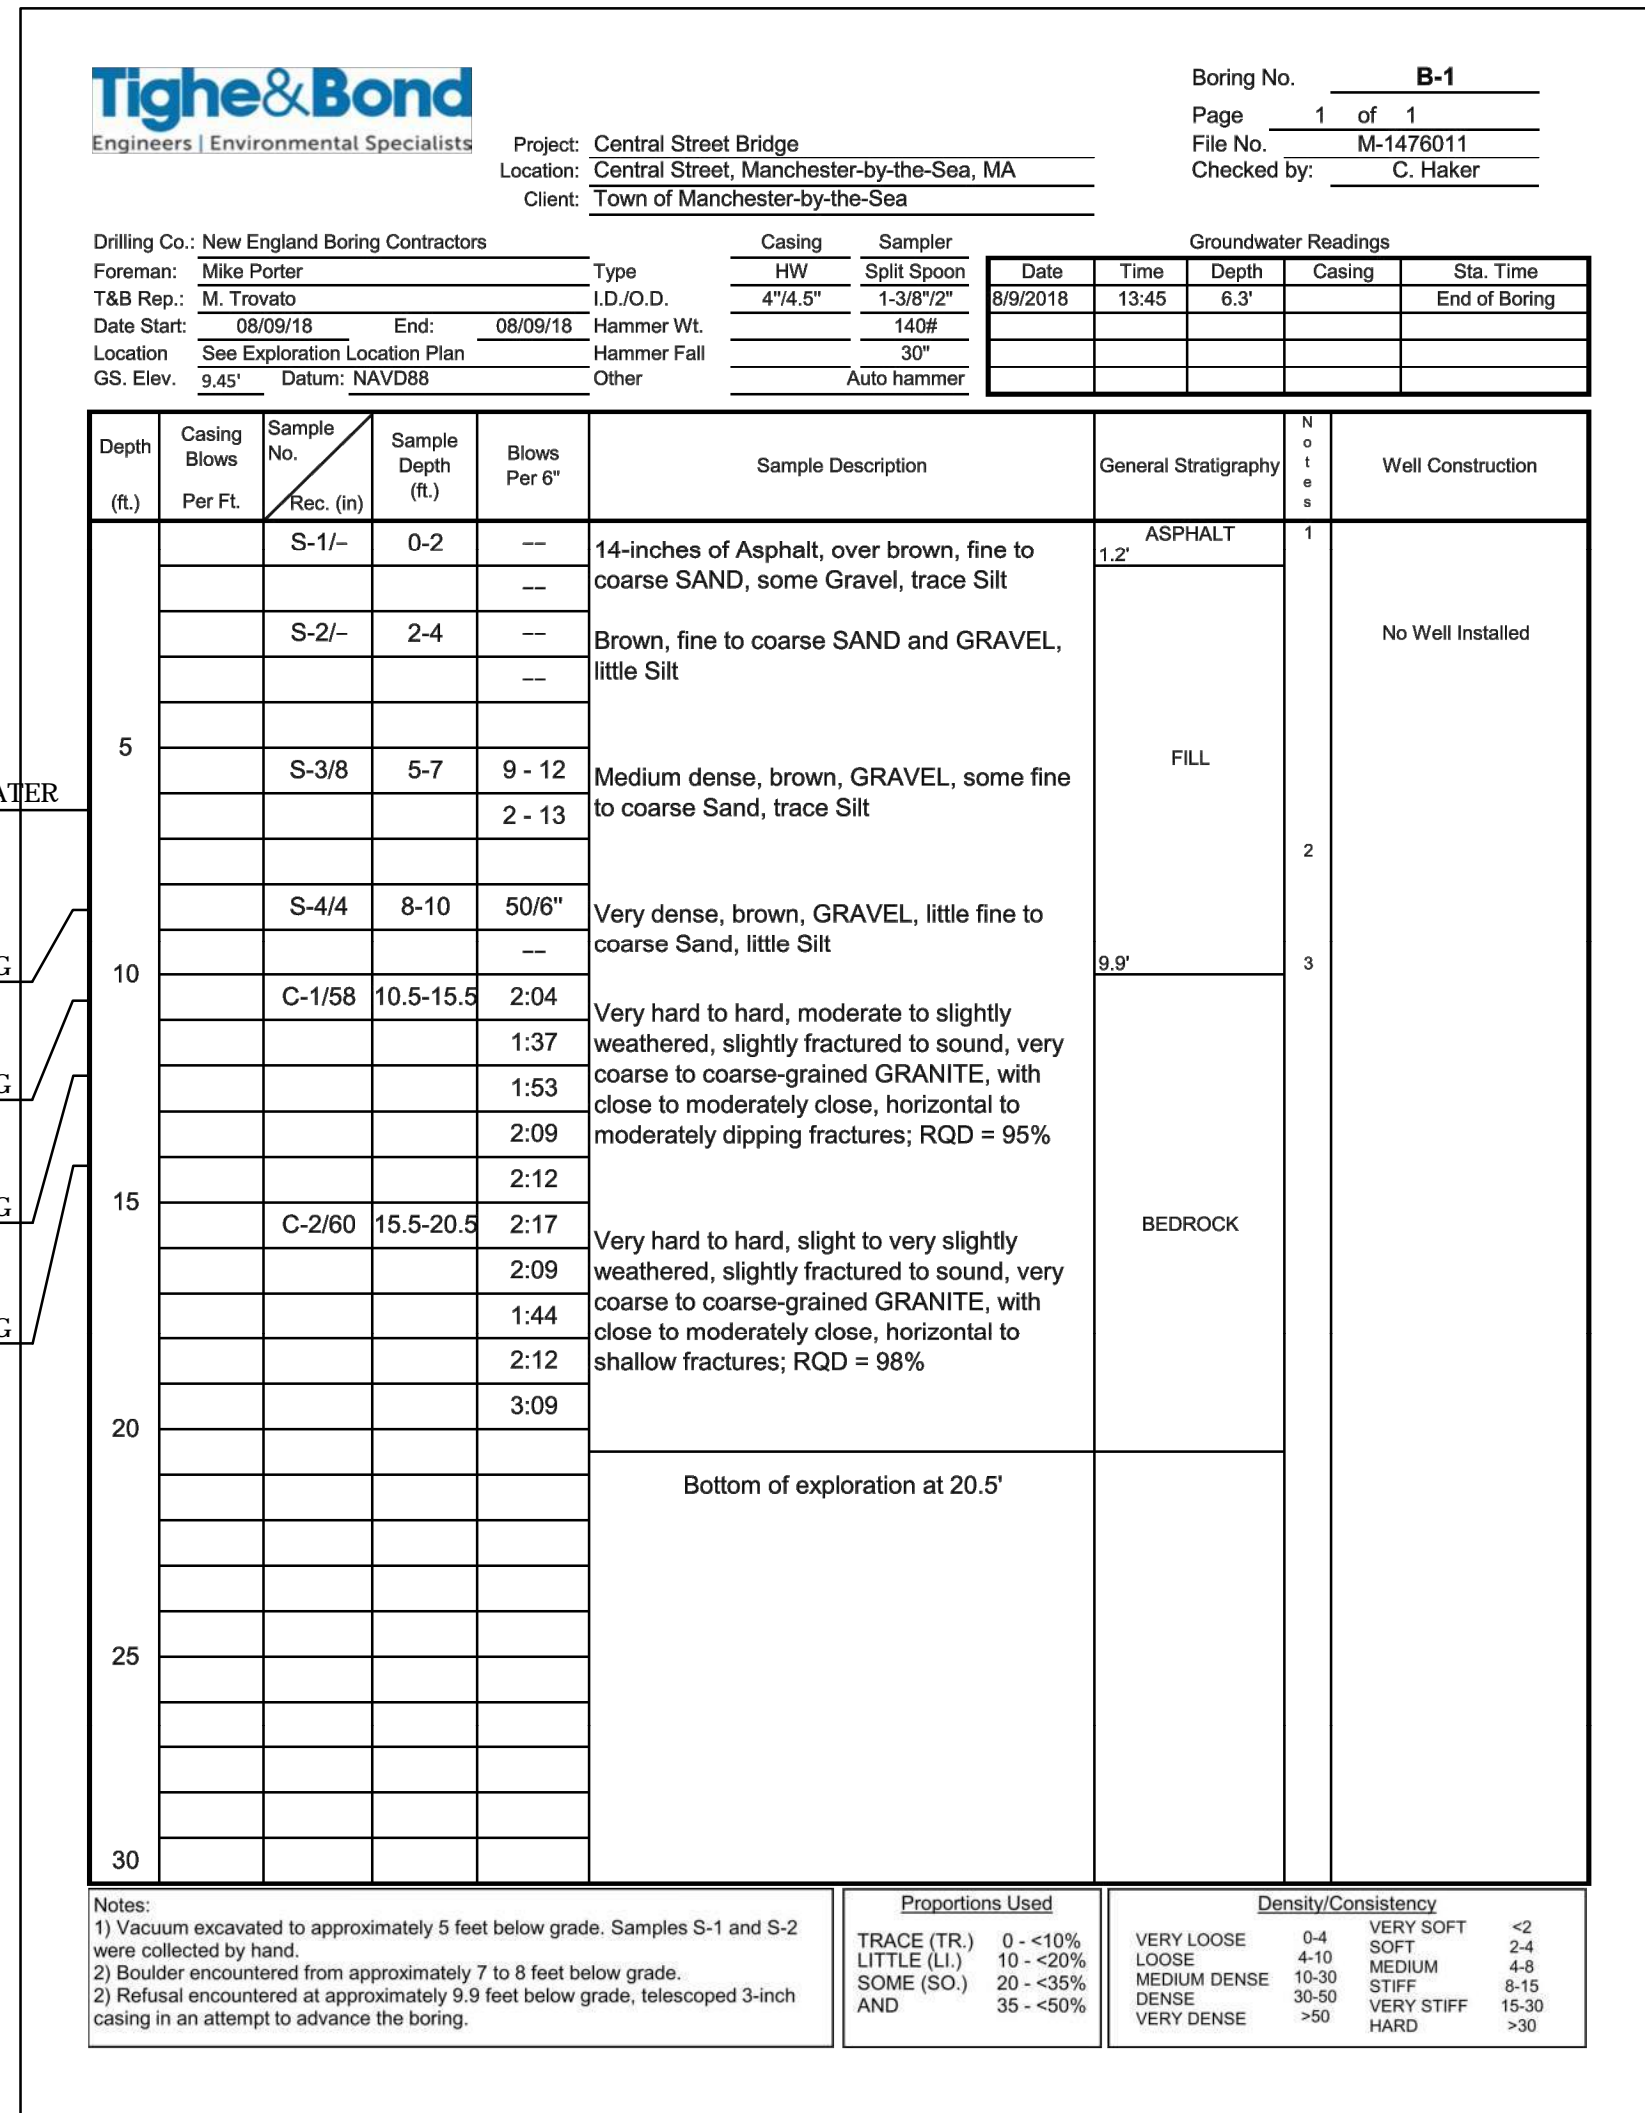 Tighe&Bond
Engineers | Environmental Specialists
Project: Central Street Bridge
Location: Central Street, Manchester-by-the-Sea, MA
Client: Town of Manchester-by-the-Sea
Boring No. B-1
Page 1 of 1
File No. M-1476011
Checked by: C. Haker
Drilling Co.: New England Boring Contractors
Foreman: Mike Porter
T&B Rep.: M. Trovato
Date Start: 08/09/18 End: 08/09/18
Location See Exploration Location Plan
GS. Elev. 9.45' Datum: NAVD88
Casing Sampler
Type HW Split Spoon
I.D./O.D. 4"/4.5" 1-3/8"/2"
Hammer Wt. 140#
Hammer Fall 30"
Other Auto hammer
Groundwater Readings
Date Time Depth Casing Sta. Time
8/9/2018 13:45 6.3' End of Boring
Depth (ft.)
Casing Blows Per Ft.
Sample No. Rec. (in)
Sample Depth (ft.)
Blows Per 6"
Sample Description
General Stratigraphy
Notes
Well Construction
S-1/– 0-2 –– 14-inches of Asphalt, over brown, fine to ASPHALT 1
1.2'
–– coarse SAND, some Gravel, trace Silt
S-2/– 2-4 –– Brown, fine to coarse SAND and GRAVEL, No Well Installed
–– little Silt
5
S-3/8 5-7 9 - 12 Medium dense, brown, GRAVEL, some fine FILL
2 - 13 to coarse Sand, trace Silt
ATER
2
S-4/4 8-10 50/6" Very dense, brown, GRAVEL, little fine to
–– coarse Sand, little Silt
9.9' 3
G
10
C-1/58 10.5-15.5 2:04 Very hard to hard, moderate to slightly
1:37 weathered, slightly fractured to sound, very
1:53 coarse to coarse-grained GRANITE, with
G
close to moderately close, horizontal to
2:09 moderately dipping fractures; RQD = 95%
2:12
15
G
C-2/60 15.5-20.5 2:17 Very hard to hard, slight to very slightly BEDROCK
2:09 weathered, slightly fractured to sound, very
1:44 coarse to coarse-grained GRANITE, with
G
close to moderately close, horizontal to
2:12 shallow fractures; RQD = 98%
3:09
20
Bottom of exploration at 20.5'
25
30
Notes:
1) Vacuum excavated to approximately 5 feet below grade. Samples S-1 and S-2
were collected by hand.
2) Boulder encountered from approximately 7 to 8 feet below grade.
2) Refusal encountered at approximately 9.9 feet below grade, telescoped 3-inch
casing in an attempt to advance the boring.
Proportions Used
TRACE (TR.) 0 - <10%
LITTLE (LI.) 10 - <20%
SOME (SO.) 20 - <35%
AND 35 - <50%
Density/Consistency
VERY LOOSE 0-4
LOOSE 4-10
MEDIUM DENSE 10-30
DENSE 30-50
VERY DENSE >50
VERY SOFT <2
SOFT 2-4
MEDIUM 4-8
STIFF 8-15
VERY STIFF 15-30
HARD >30